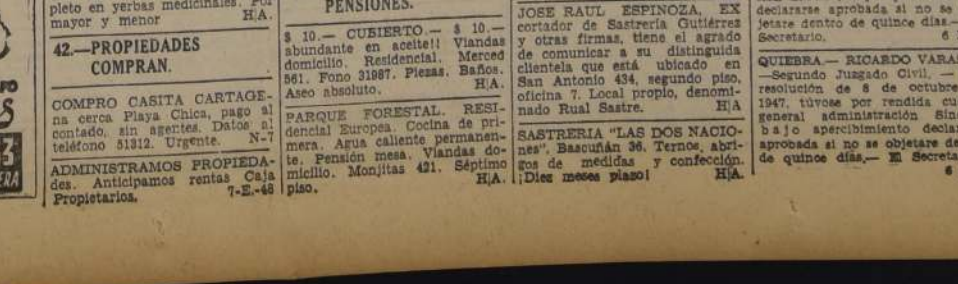 pleto en yerbas medicinales. Por
mayor y menor H|A.
42.—PROPIEDADES
COMPRAN.
COMPRO CASITA CARTAGE-
na cerca Playa Chica, pago al
contado, sin agentes. Datos al
teléfono 51312. Urgente. N-7
ADMINISTRAMOS PROPIEDA-
des. Anticipamos rentas Caja
Propietarios. 7-E.-48
PENSIONES.
$ 10.— CUBIERTO.— $ 10.—
abundante en aceite!! Viandas
domicilio. Residencial. Merced
561. Fono 31987. Piezas. Baños.
Aseo absoluto. H|A.
PARQUE FORESTAL. RESI-
dencial Europea. Cocina de pri-
mera. Agua caliente permanen-
te. Pensión mesa. Viandas do-
micilio. Monjitas 421. Séptimo
piso. H|A.
JOSE RAUL ESPINOZA, EX
cortador de Sastrería Gutiérrez
y otras firmas, tiene el agrado
de comunicar a su distinguida
clientela que está ubicado en
San Antonio 434, segundo piso,
oficina 7. Local propio, denomi-
nado Rual Sastre. H|A
SASTRERIA "LAS DOS NACIO-
nes". Bascuñán 36. Ternos, abri-
gos de medidas y confección.
¡Diez meses plazo! H|A.
declararse aprobada si no se
jetare dentro de quince días.—
Secretario. 6
QUIEBRA.— RICARDO VARA
—Segundo Juzgado Civil, —
resolución de 8 de octubre
1947, túvose por rendida cu
general administración Sin
bajo apercibimiento declar
aprobada si no se objetare de
de quince días,— El Secreta
6
S
3
ERA